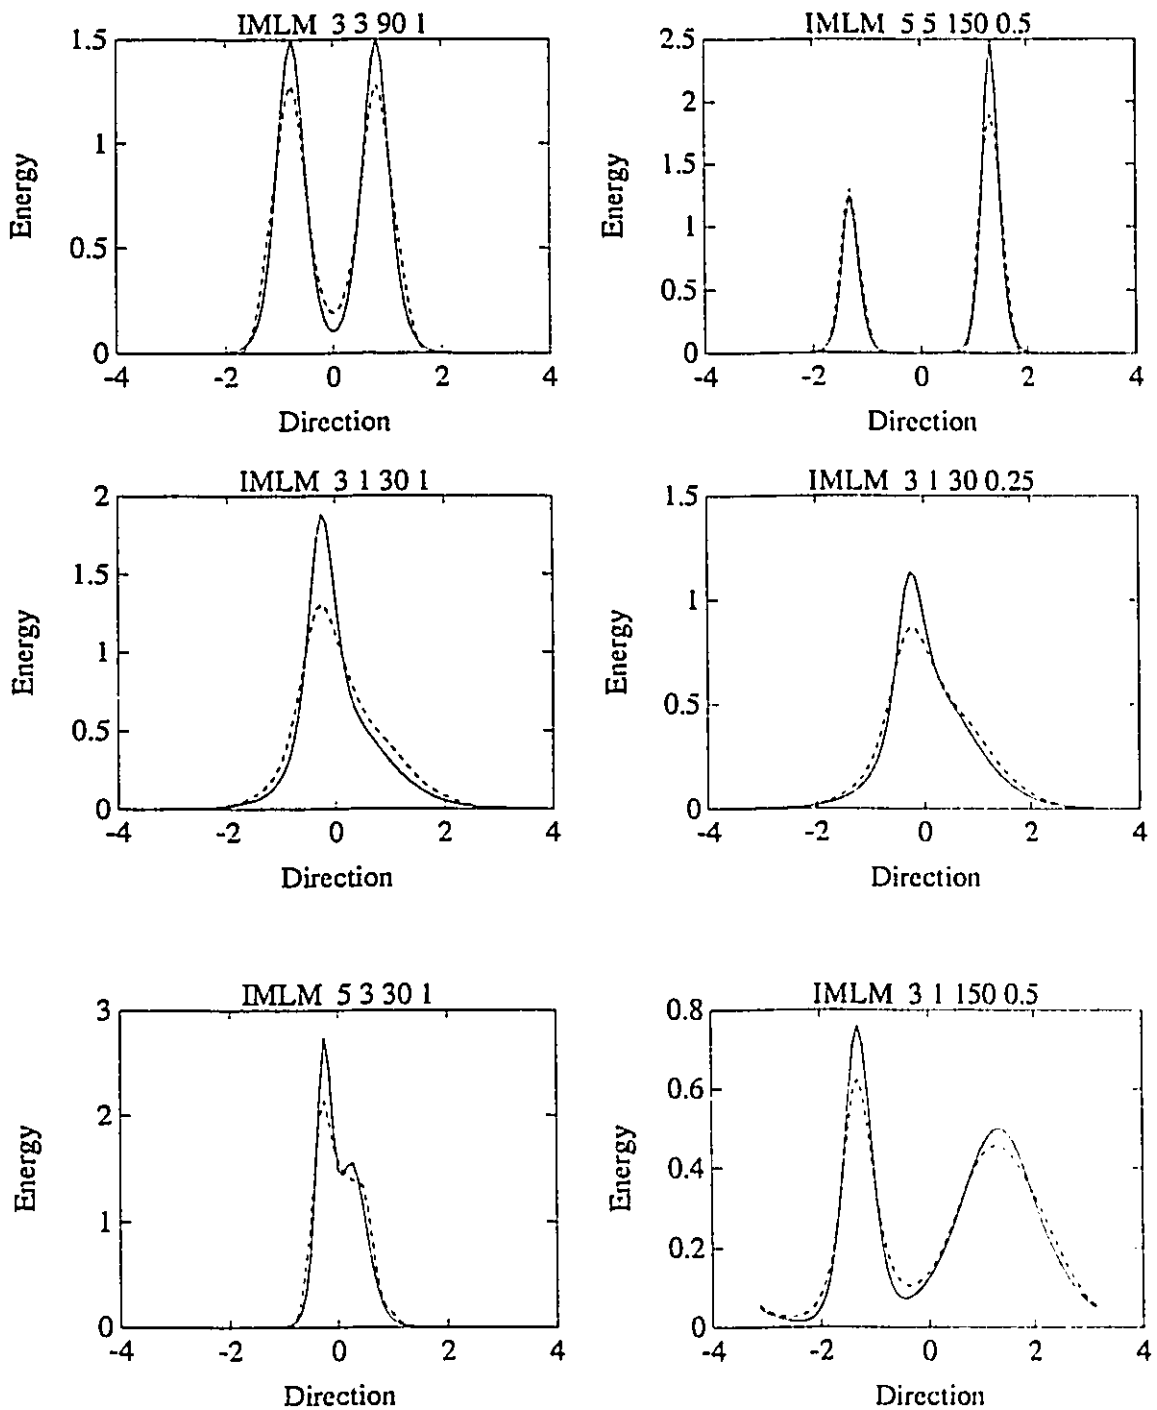 IMLM 3 3 90 1
1.5
1
0.5
0
-4 -2 0 2 4
Energy
Direction
IMLM 5 5 150 0.5
2.5
2
1.5
1
0.5
0
-4 -2 0 2 4
Energy
Direction
IMLM 3 1 30 1
2
1.5
1
0.5
0
-4 -2 0 2 4
Energy
Direction
IMLM 3 1 30 0.25
1.5
1
0.5
0
-4 -2 0 2 4
Energy
Direction
IMLM 5 3 30 1
3
2
1
0
-4 -2 0 2 4
Energy
Direction
IMLM 3 1 150 0.5
0.8
0.6
0.4
0.2
0
-4 -2 0 2 4
Energy
Direction